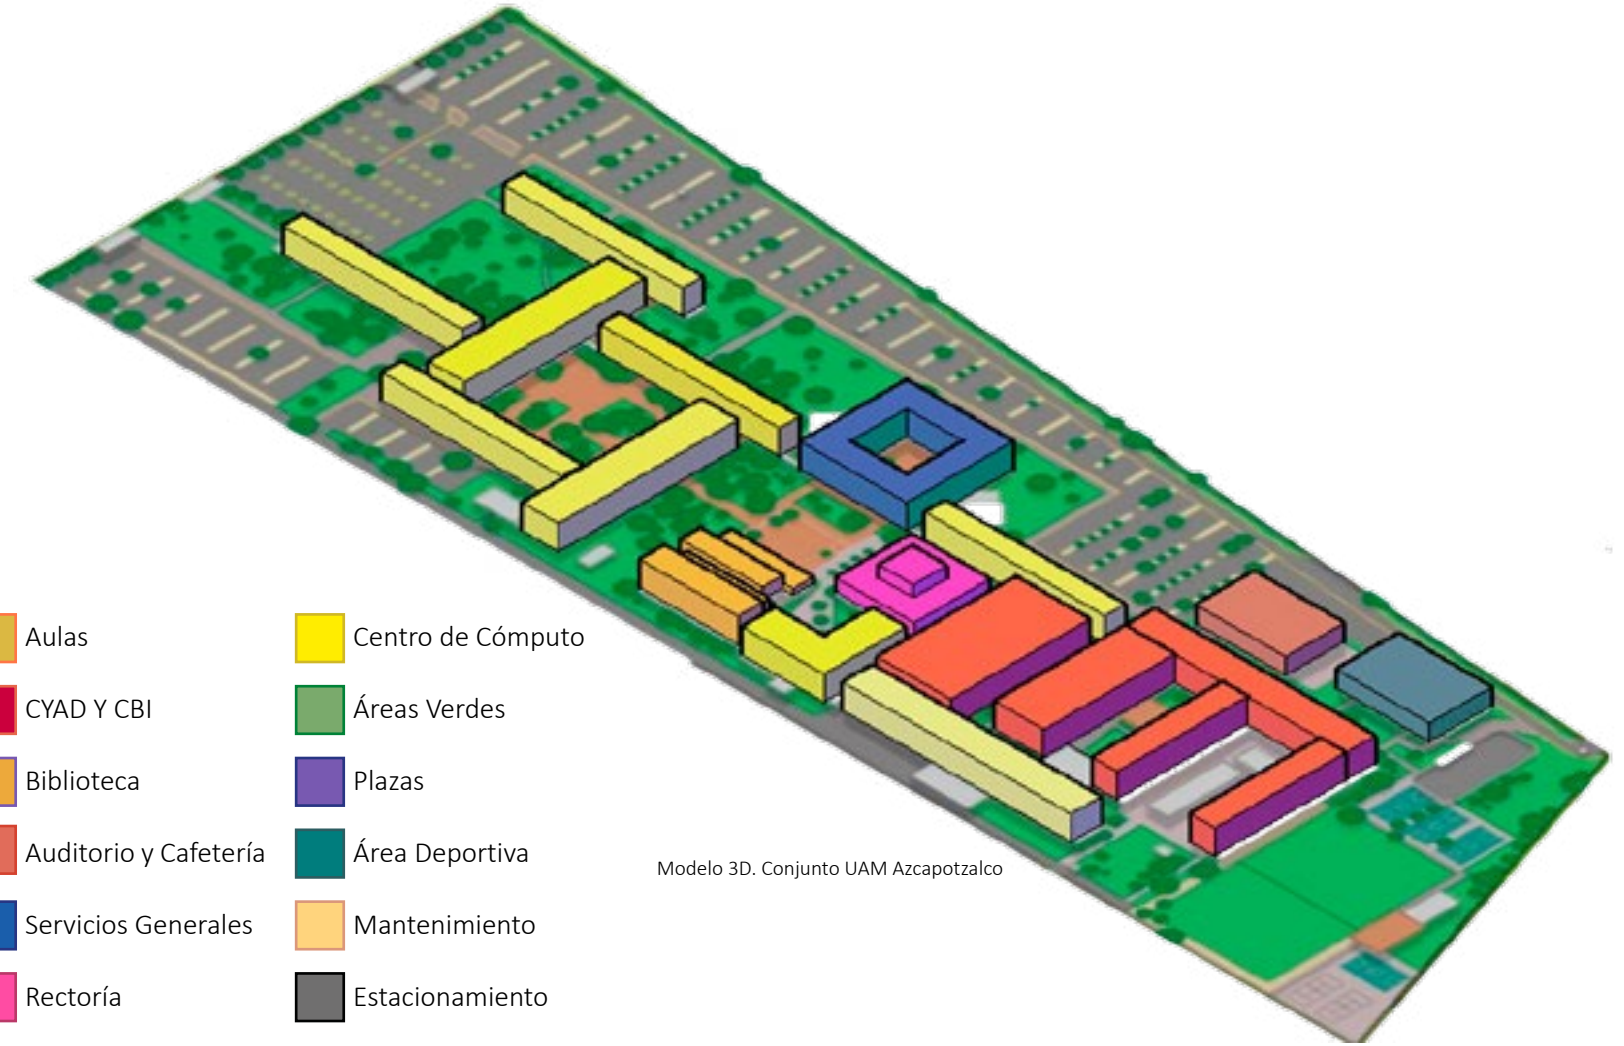 Aulas
CYAD Y CBI
Biblioteca
Auditorio y Cafetería
Servicios Generales
Rectoría
Centro de Cómputo
Áreas Verdes
Plazas
Área Deportiva
Mantenimiento
Estacionamiento
Modelo 3D. Conjunto UAM Azcapotzalco